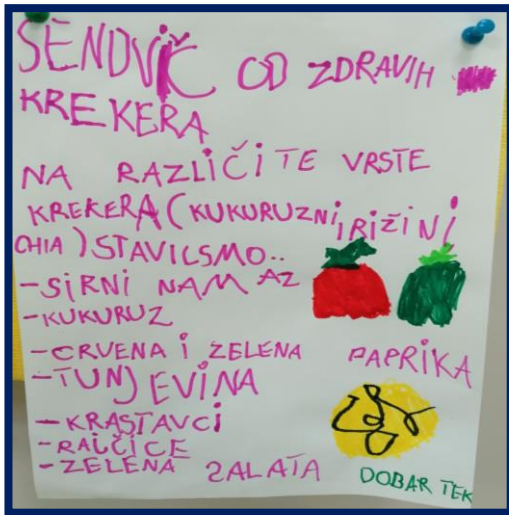 SENDVIČ OD ZDRAVIH
KREKERA
NA RAZLIČITE VRSTE
KREKERA (KUKURUZNI, RIŽINI
CHIA) STAVILSMO..
-SIRNI NAMAZ
-KUKURUZ
-CRVENA I ZELENA PAPRIKA
-TUNJEVINA
-KRASTAVCI
-RAJČICE
-ZELENA SALATA
DOBAR TEK